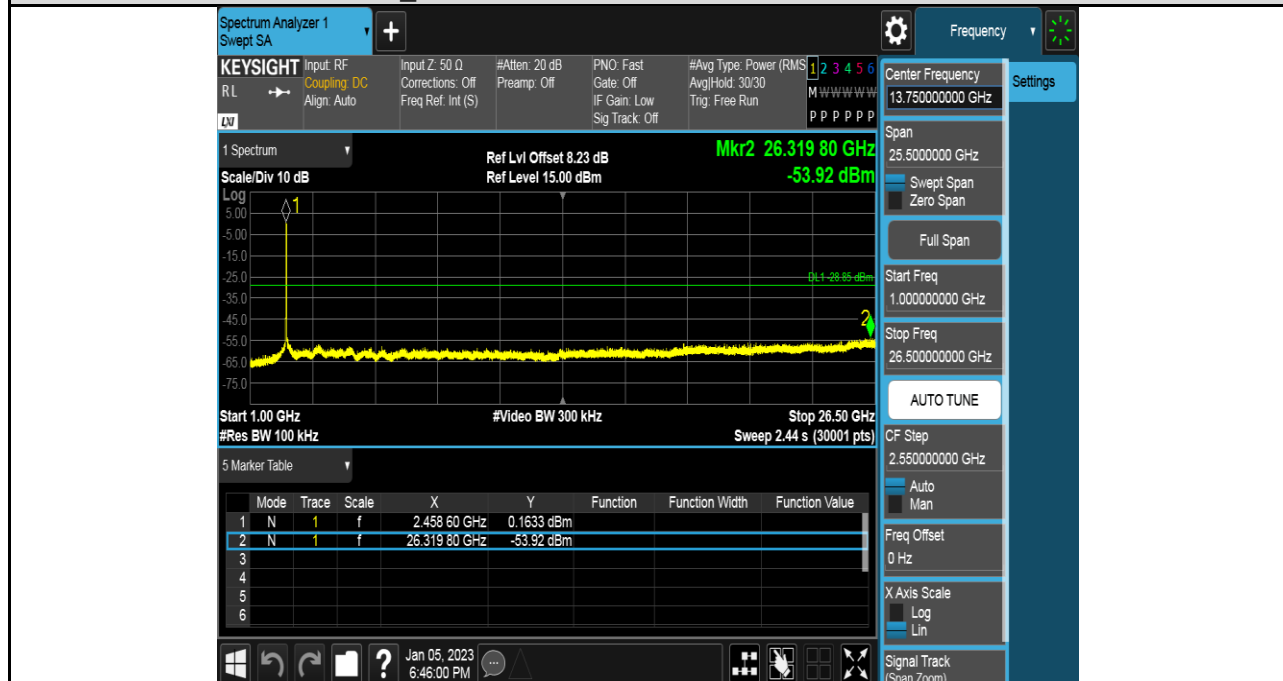 Spectrum Analyzer 1
Swept SA
+
Frequency
KEYSIGHT
RL
LXI
Input: RF
Coupling: DC
Align: Auto
Input Z: 50 Ω
Corrections: Off
Freq Ref: Int (S)
#Atten: 20 dB
Preamp: Off
PNO: Fast
Gate: Off
IF Gain: Low
Sig Track: Off
#Avg Type: Power (RMS
Avg|Hold: 30/30
Trig: Free Run
1 2 3 4 5 6
M W W W W W
P P P P P P
1 Spectrum
Scale/Div 10 dB
Ref Lvl Offset 8.23 dB
Ref Level 15.00 dBm
Mkr2 26.319 80 GHz
-53.92 dBm
Log
5.00
-5.00
-15.0
-25.0
-35.0
-45.0
-55.0
-65.0
-75.0
1
DL1 -28.85 dBm
2
Start 1.00 GHz
#Video BW 300 kHz
Stop 26.50 GHz
#Res BW 100 kHz
Sweep 2.44 s (30001 pts)
5 Marker Table
Mode Trace Scale X Y Function Function Width Function Value
1 N 1 f 2.458 60 GHz 0.1633 dBm
2 N 1 f 26.319 80 GHz -53.92 dBm
3
4
5
6
?
Jan 05, 2023
6:46:00 PM
Center Frequency
13.750000000 GHz
Settings
Span
25.5000000 GHz
Swept Span
Zero Span
Full Span
Start Freq
1.000000000 GHz
Stop Freq
26.500000000 GHz
AUTO TUNE
CF Step
2.550000000 GHz
Auto
Man
Freq Offset
0 Hz
X Axis Scale
Log
Lin
Signal Track
(Span Zoom)